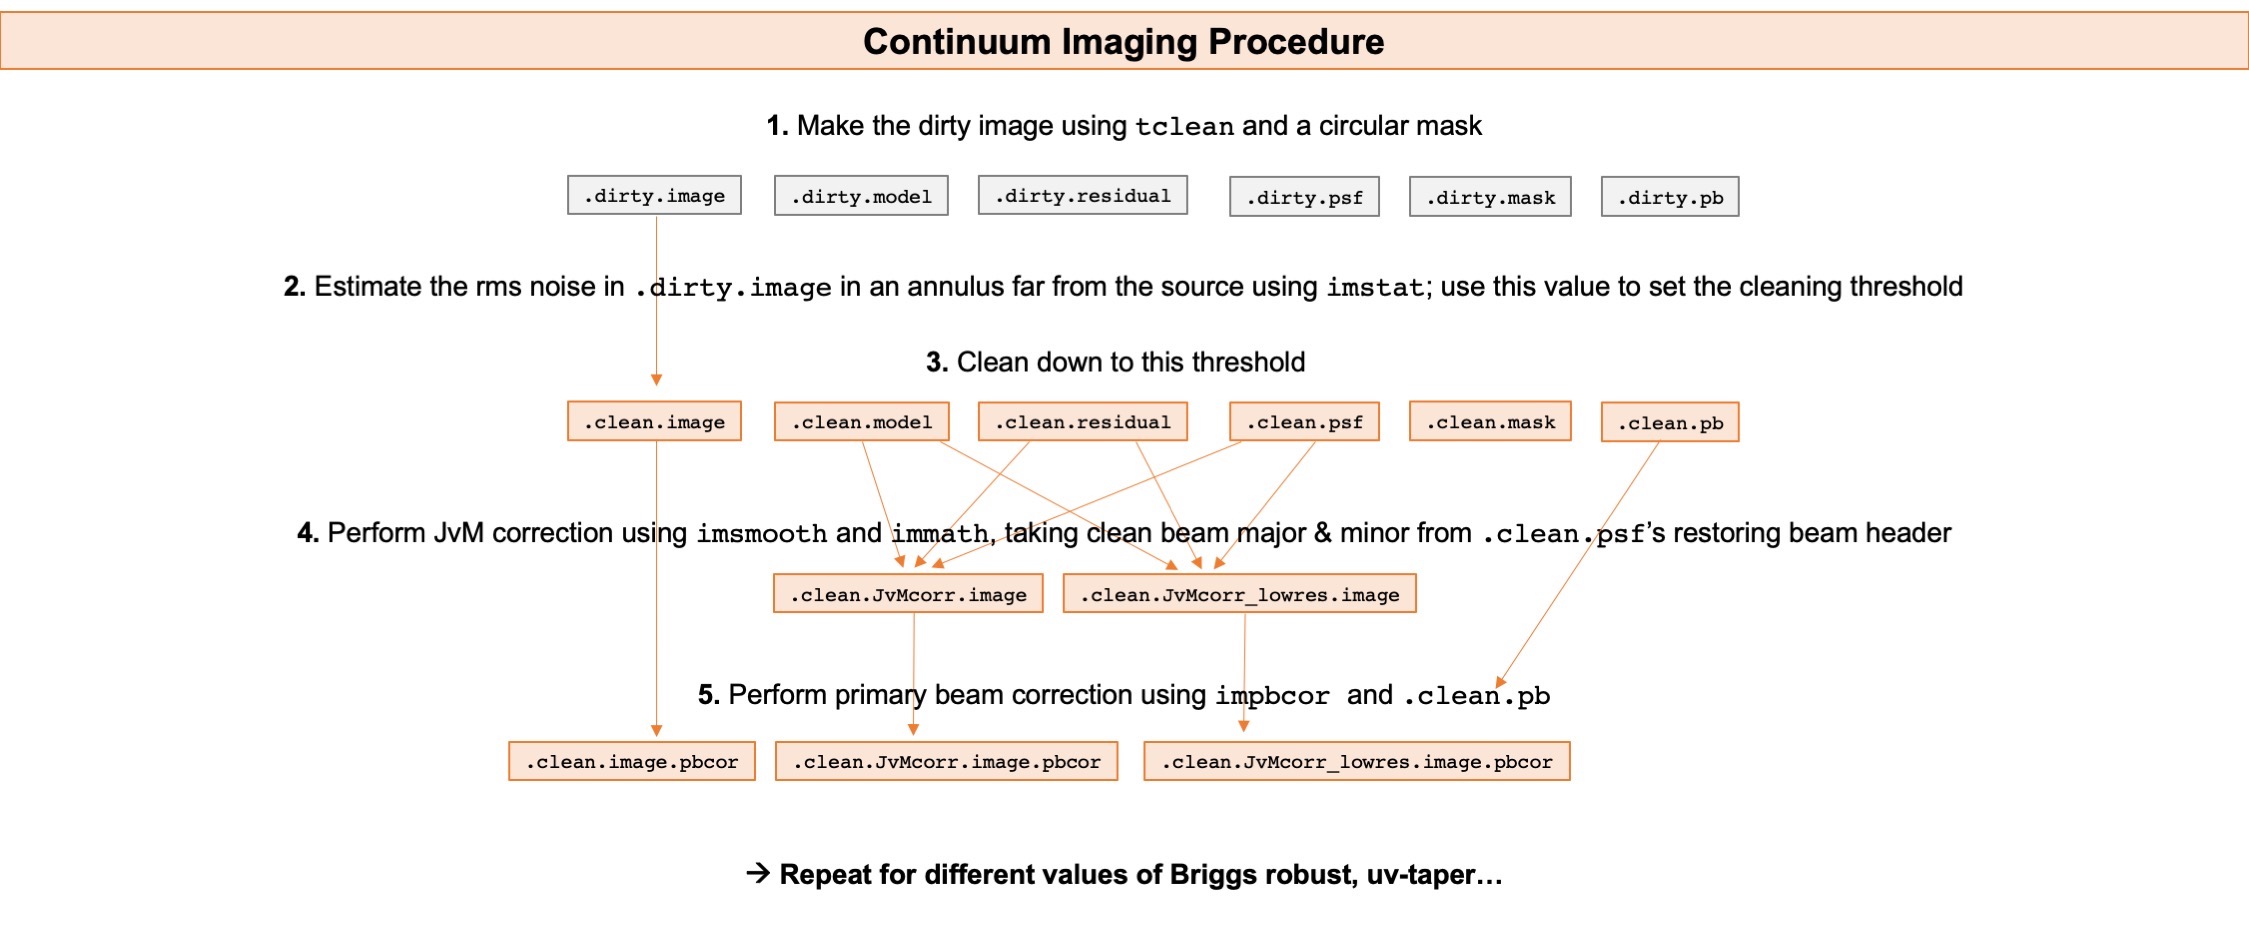 Continuum Imaging Procedure
1. Make the dirty image using tclean and a circular mask
.dirty.image
.dirty.model
.dirty.residual
.dirty.psf
.dirty.mask
.dirty.pb
2. Estimate the rms noise in .dirty.image in an annulus far from the source using imstat; use this value to set the cleaning threshold
3. Clean down to this threshold
.clean.image
.clean.model
.clean.residual
.clean.psf
.clean.mask
.clean.pb
4. Perform JvM correction using imsmooth and immath, taking clean beam major & minor from .clean.psf's restoring beam header
.clean.JvMcorr.image
.clean.JvMcorr_lowres.image
5. Perform primary beam correction using impbcor and .clean.pb
.clean.image.pbcor
.clean.JvMcorr.image.pbcor
.clean.JvMcorr_lowres.image.pbcor
→ Repeat for different values of Briggs robust, uv-taper…